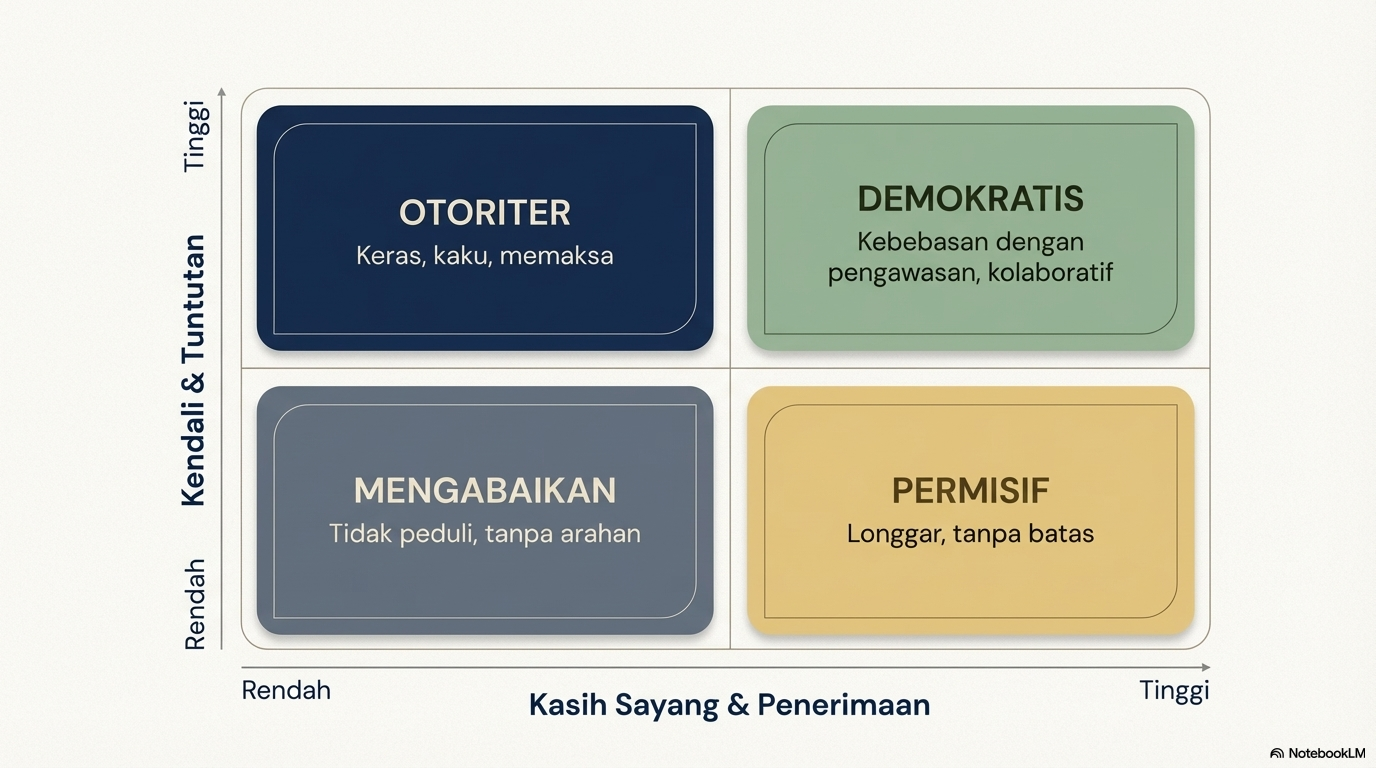 Tinggi
Kendali & Tuntutan
Rendah
OTORITER
Keras, kaku, memaksa
DEMOKRATIS
Kebebasan dengan
pengawasan, kolaboratif
MENGABAIKAN
Tidak peduli, tanpa arahan
PERMISIF
Longgar, tanpa batas
Rendah
Kasih Sayang & Penerimaan
Tinggi
NotebookLM